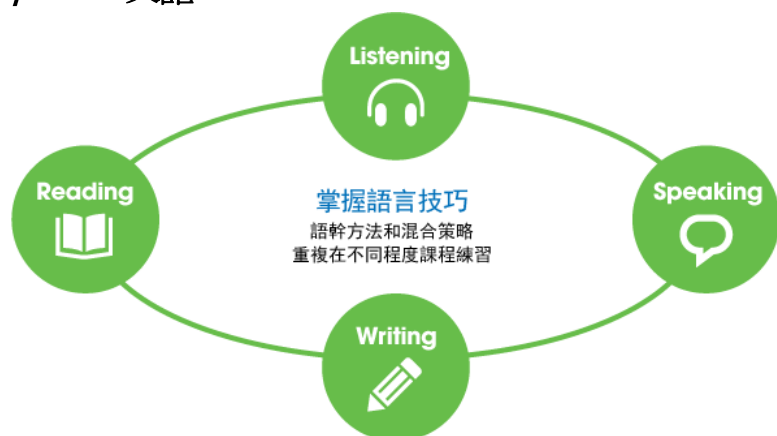 Listening
Reading
Speaking
掌握語言技巧
語幹方法和混合策略
重複在不同程度課程練習
Writing